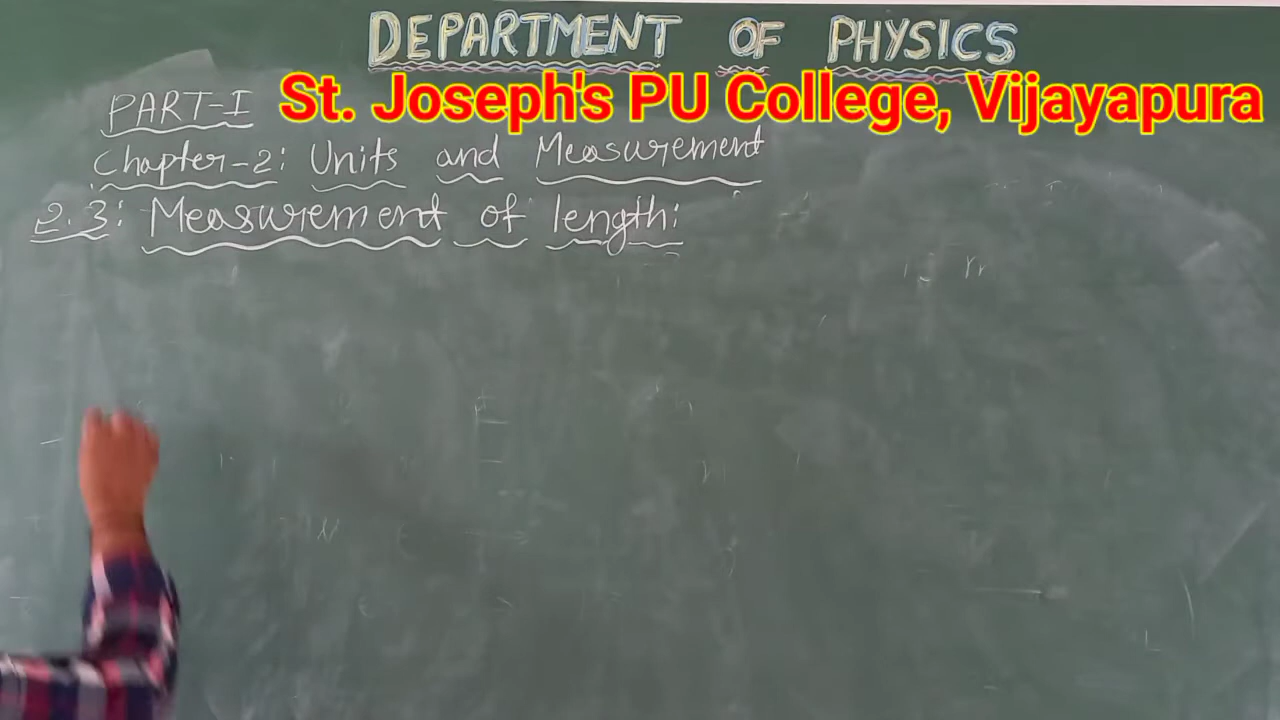 DEPARTMENT OF PHYSICS
St. Joseph's PU College, Vijayapura
PART-I
Chapter-2: Units and Measurement
2.3: Measurement of length: